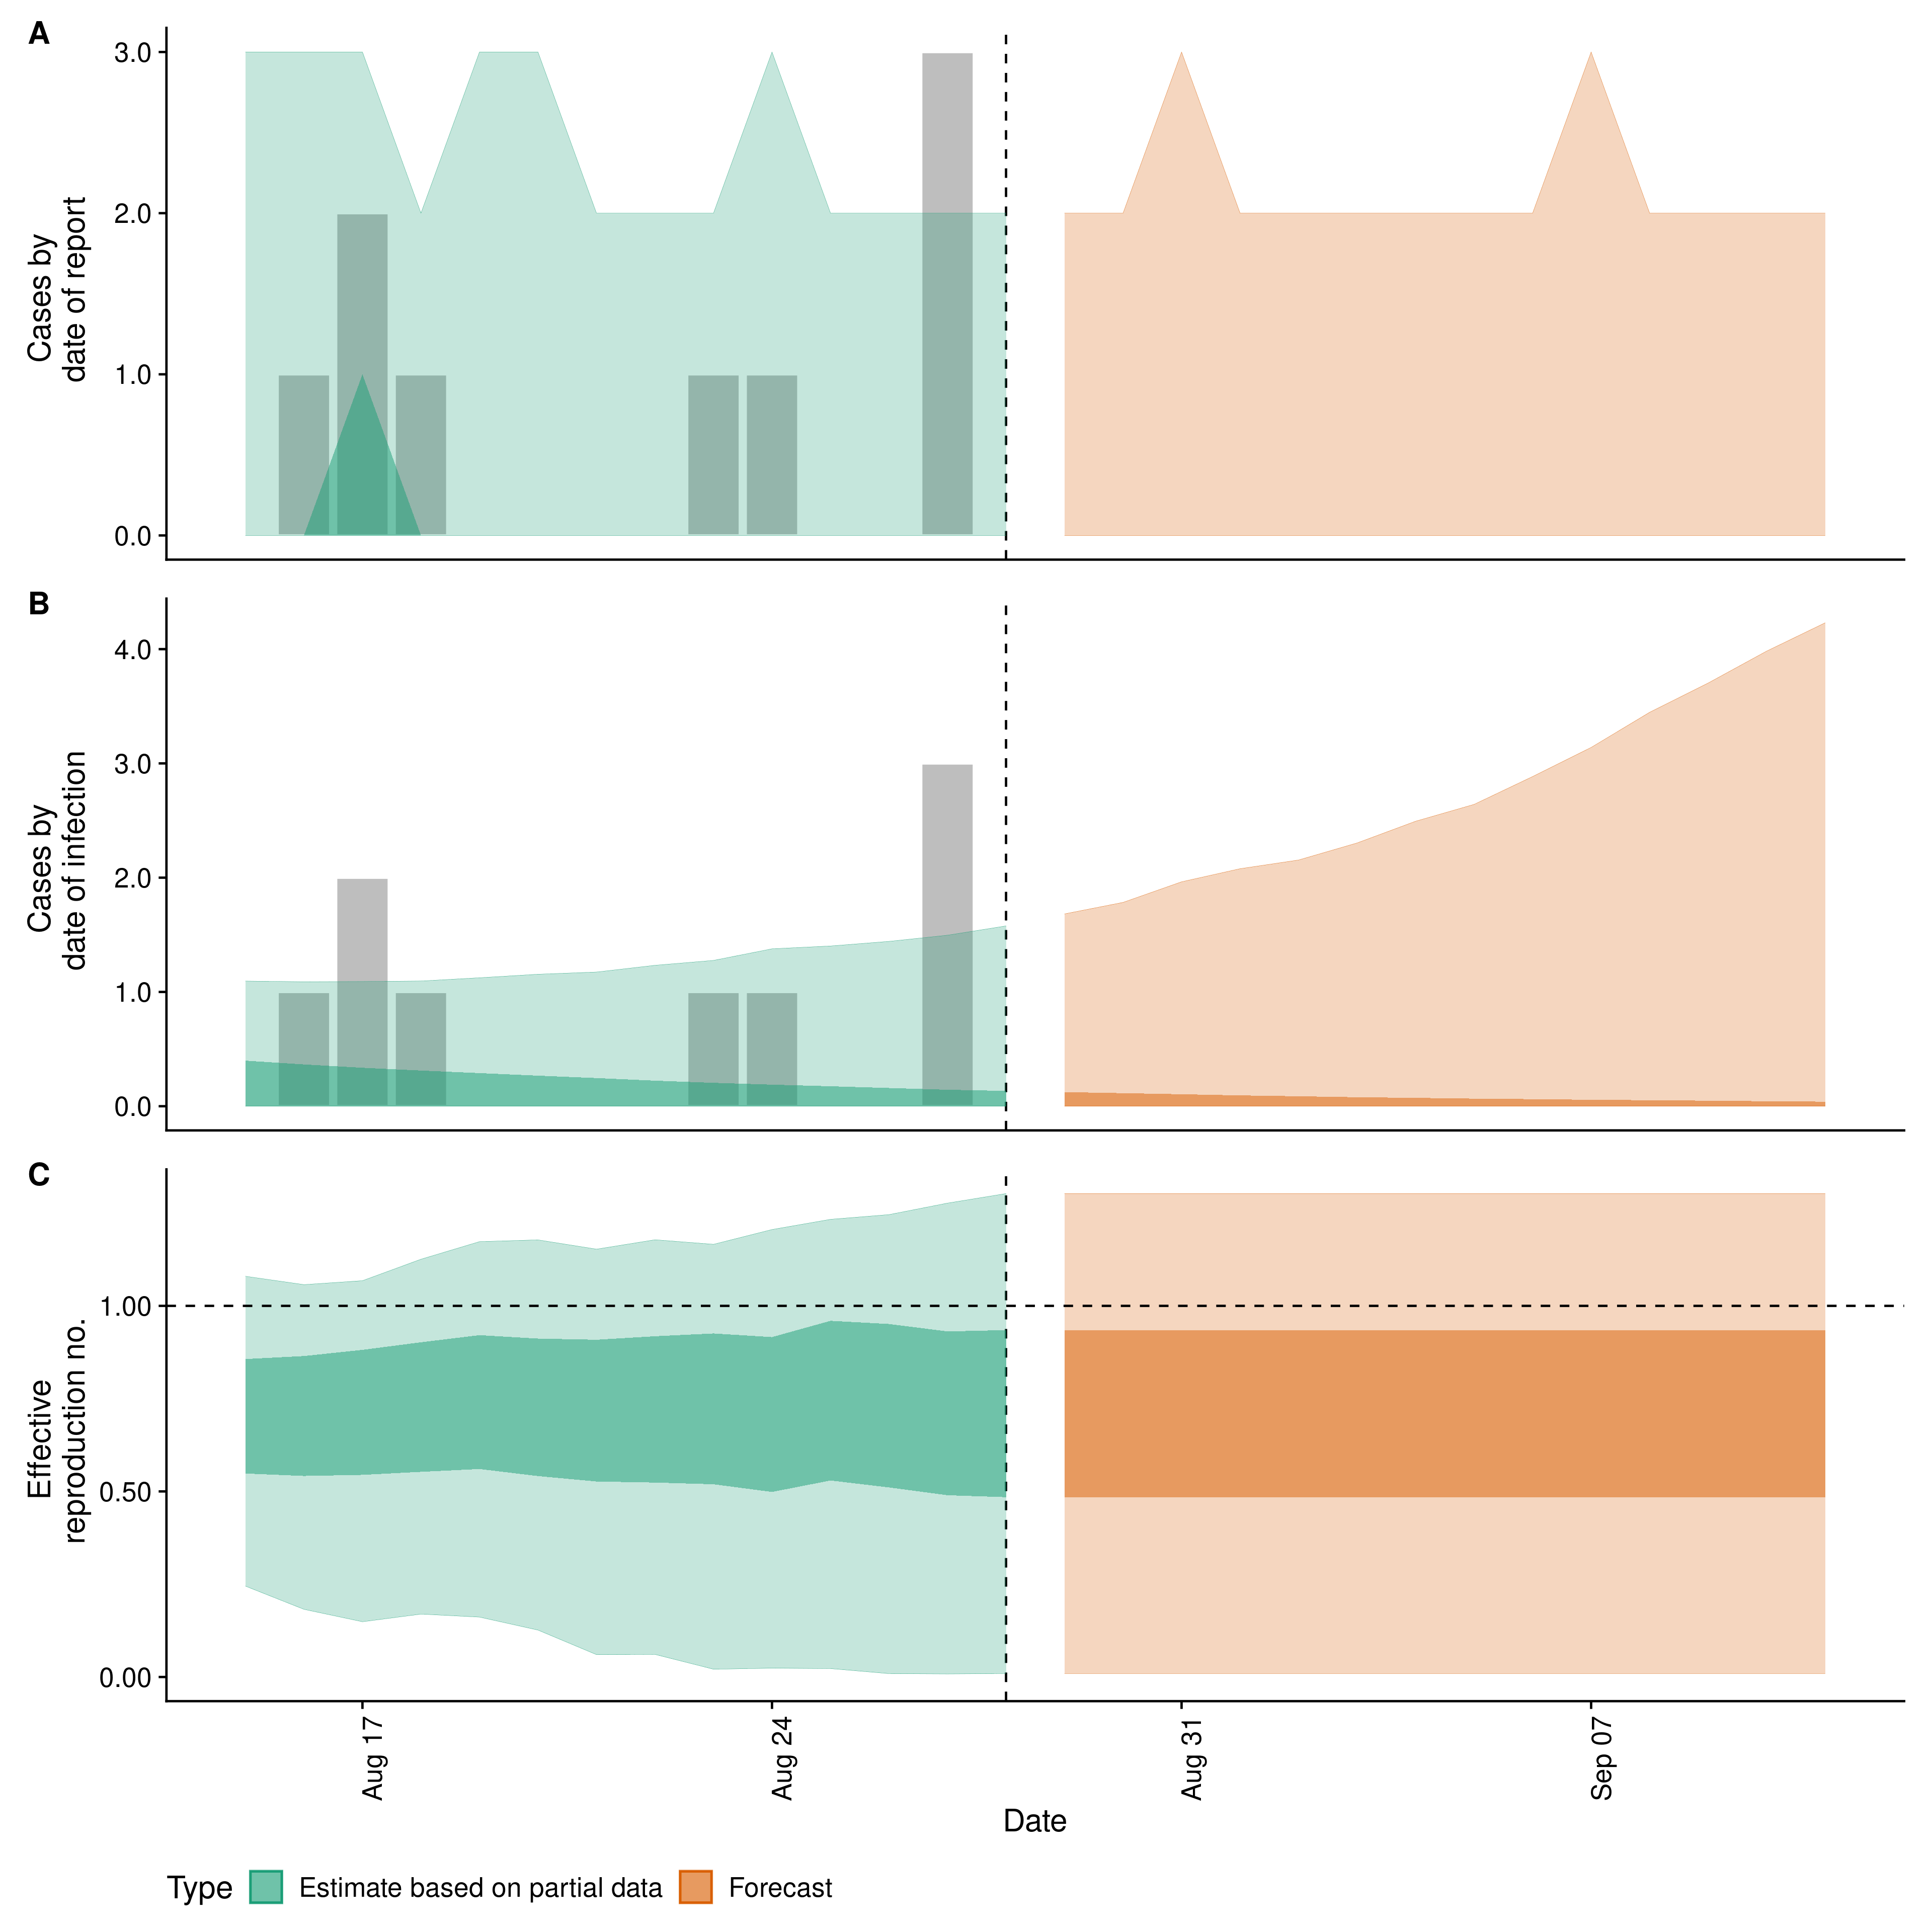 A
Cases by
date of report
3.0
2.0
1.0
0.0
B
Cases by
date of infection
4.0
3.0
2.0
1.0
0.0
C
Effective
reproduction no.
1.00
0.50
0.00
Aug 17
Aug 24
Aug 31
Sep 07
Date
Type
Estimate based on partial data
Forecast